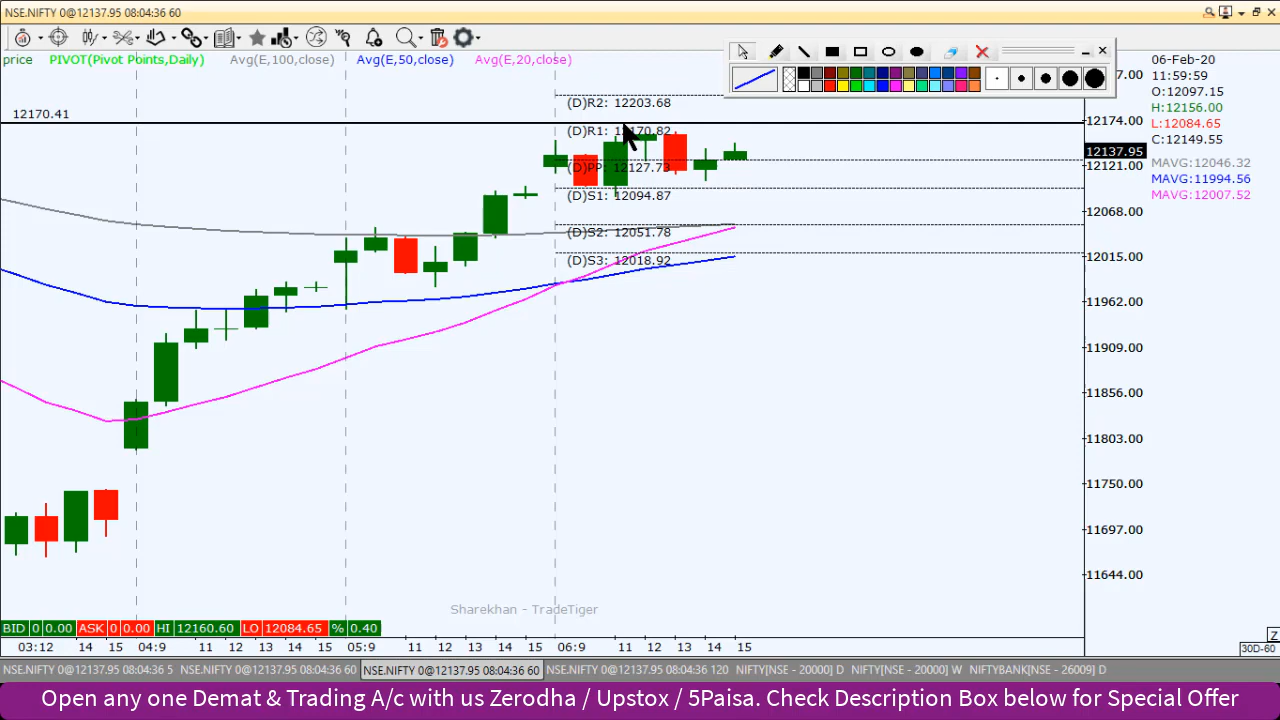 NSE.NIFTY 0@12137.95 08:04:36 60
price PIVOT(Pivot Points,Daily) Avg(E,100,close) Avg(E,50,close) Avg(E,20,close)
06-Feb-20
11:59:59
O:12097.15
H:12156.00
L:12084.65
C:12149.55
MAVG:12046.32
MAVG:11994.56
MAVG:12007.52
12170.41
(D)R2: 12203.68
(D)R1: 12170.82
(D)PP: 12127.73
(D)S1: 12094.87
(D)S2: 12051.78
(D)S3: 12018.92
12174.00
12137.95
12121.00
12068.00
12015.00
11962.00
11909.00
11856.00
11803.00
11750.00
11697.00
11644.00
Sharekhan - TradeTiger
BID 0 0.00 ASK 0 0.00 HI 12160.60 LO 12084.65 % 0.40
03:12 14 15 04:9 11 12 13 14 15 05:9 11 12 13 14 15 06:9 11 12 13 14 15
Z
30D-60
NSE.NIFTY 0@12137.95 08:04:36 5 NSE.NIFTY 0@12137.95 08:04:36 60 NSE.NIFTY 0@12137.95 08:04:36 60 NSE.NIFTY 0@12137.95 08:04:36 120 NIFTY[NSE - 20000] D NIFTY[NSE - 20000] W NIFTYBANK[NSE - 26009] D
Open any one Demat & Trading A/c with us Zerodha / Upstox / 5Paisa. Check Description Box below for Special Offer